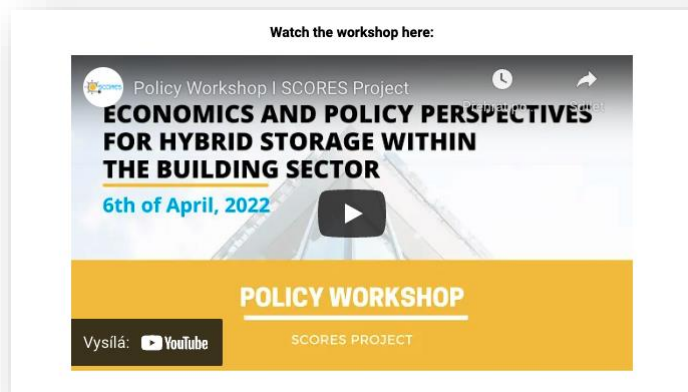 Watch the workshop here:
SCORES
Policy Workshop I SCORES Project
Sdílet
ECONOMICS AND POLICY PERSPECTIVES
FOR HYBRID STORAGE WITHIN
THE BUILDING SECTOR
6th of April, 2022
POLICY WORKSHOP
SCORES PROJECT
Vysílá: YouTube